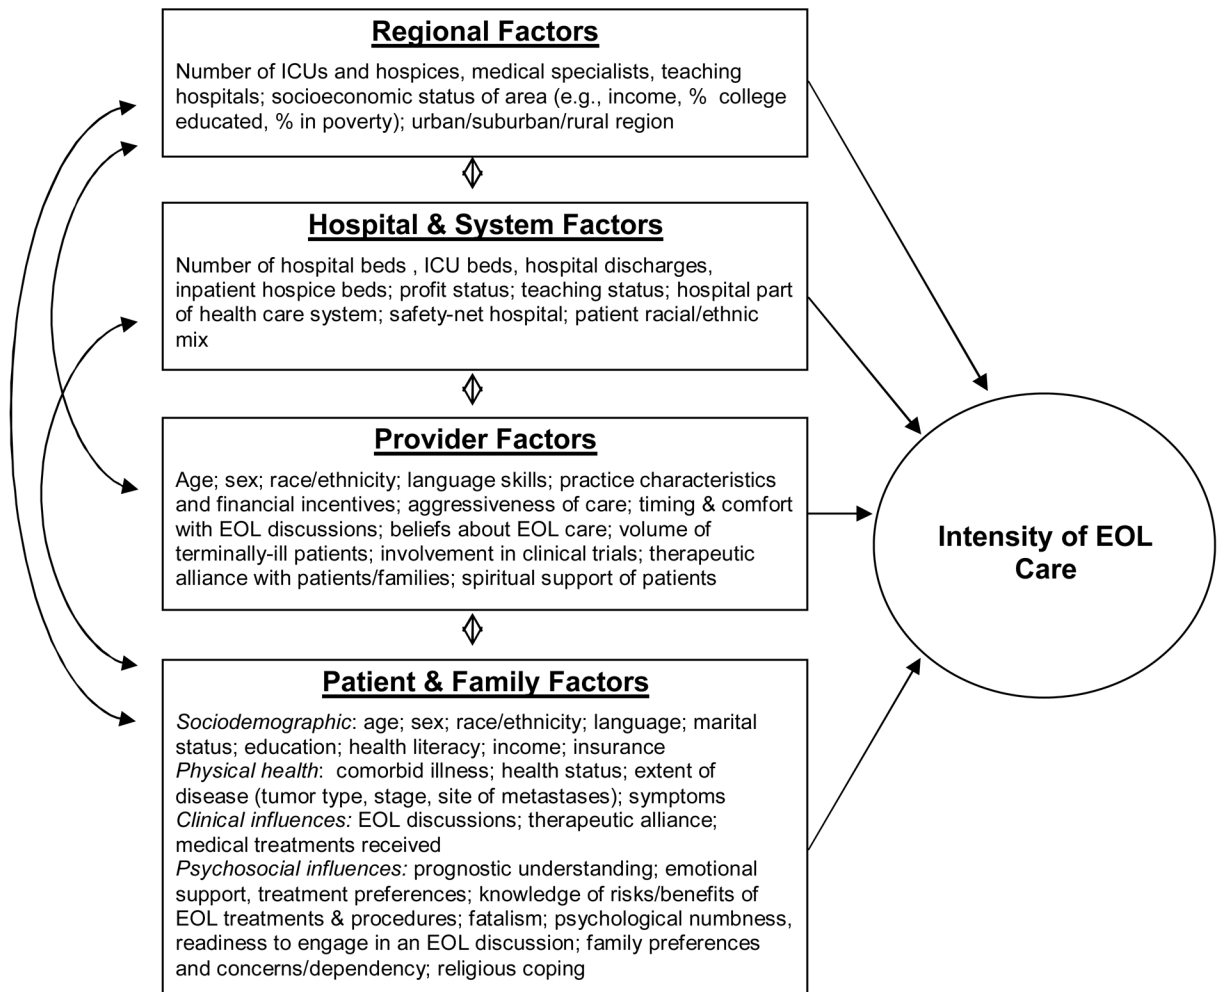 Regional Factors
Number of ICUs and hospices, medical specialists, teaching
hospitals; socioeconomic status of area (e.g., income, %  college
educated, % in poverty); urban/suburban/rural region
Hospital & System Factors
Number of hospital beds , ICU beds, hospital discharges,
inpatient hospice beds; profit status; teaching status; hospital part
of health care system; safety-net hospital; patient racial/ethnic
mix
Provider Factors
Age; sex; race/ethnicity; language skills; practice characteristics
and financial incentives; aggressiveness of care; timing & comfort
with EOL discussions; beliefs about EOL care; volume of
terminally-ill patients; involvement in clinical trials; therapeutic
alliance with patients/families; spiritual support of patients
Patient & Family Factors
Sociodemographic: age; sex; race/ethnicity; language; marital
status; education; health literacy; income; insurance
Physical health:  comorbid illness; health status; extent of
disease (tumor type, stage, site of metastases); symptoms
Clinical influences: EOL discussions; therapeutic alliance;
medical treatments received
Psychosocial influences: prognostic understanding; emotional
support, treatment preferences; knowledge of risks/benefits of
EOL treatments & procedures; fatalism; psychological numbness,
readiness to engage in an EOL discussion; family preferences
and concerns/dependency; religious coping
Intensity of EOL
Care